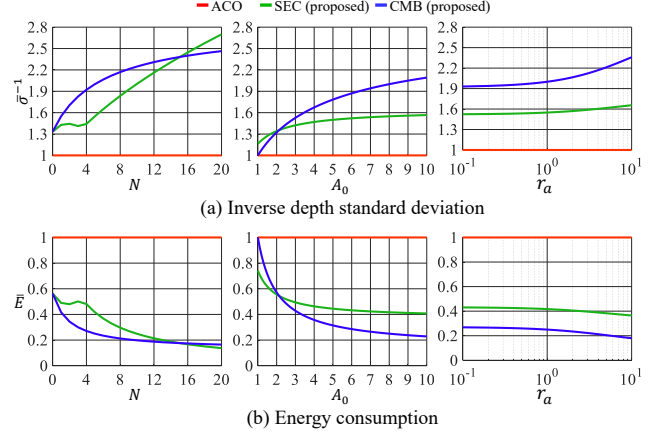 ACO SEC (proposed) CMB (proposed)
2.8 2.8 2.8
2.5 2.5 2.5
2.2 2.2 2.2
σ̄⁻¹ 1.9 1.9 1.9
1.6 1.6 1.6
1.3 1.3 1.3
1 1 1
0 4 8 12 16 20 1 2 3 4 5 6 7 8 9 10 10⁻¹ 10⁰ 10¹
N A₀ rₐ
(a) Inverse depth standard deviation
1 1 1
0.8 0.8 0.8
0.6 0.6 0.6
Ē 0.4 0.4 0.4
0.2 0.2 0.2
0 0 0
0 4 8 12 16 20 1 2 3 4 5 6 7 8 9 10 10⁻¹ 10⁰ 10¹
N A₀ rₐ
(b) Energy consumption